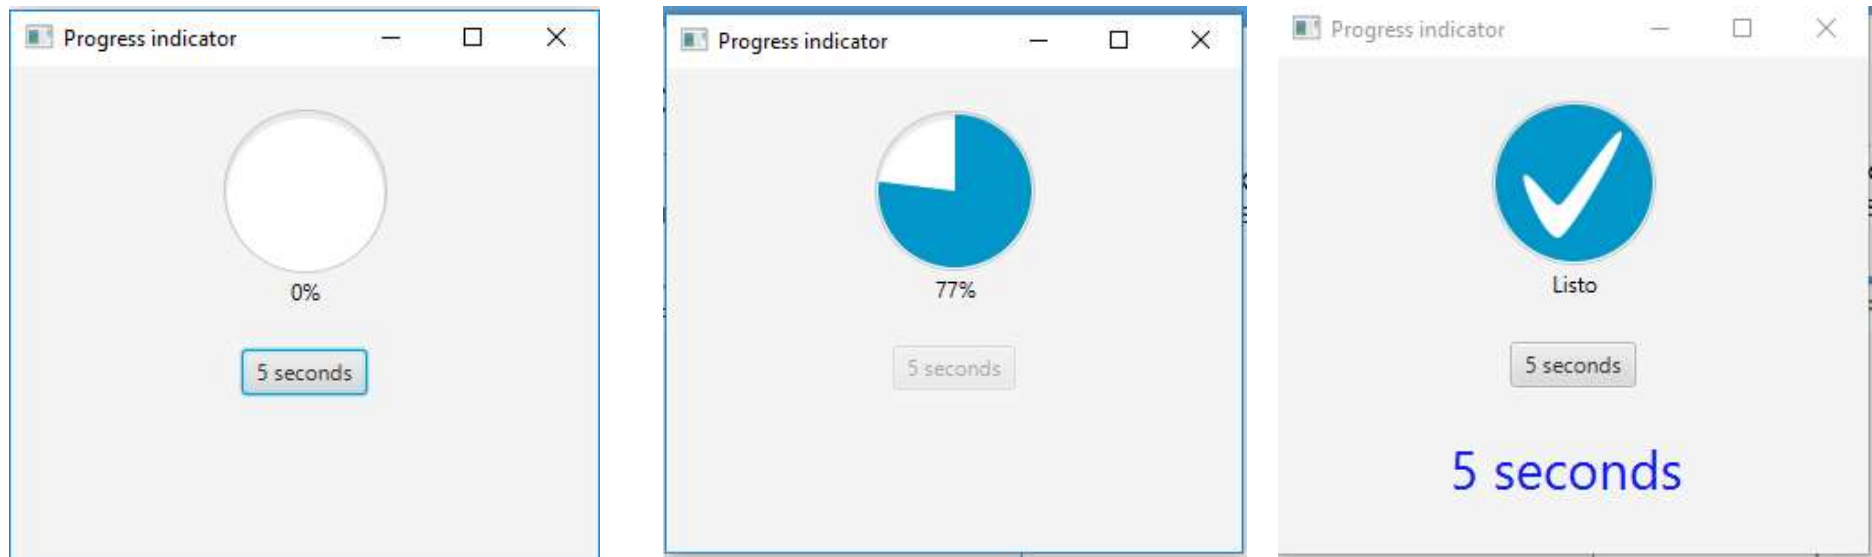 Progress indicator
0%
5 seconds
Progress indicator
77%
5 seconds
Progress indicator
Listo
5 seconds
5 seconds